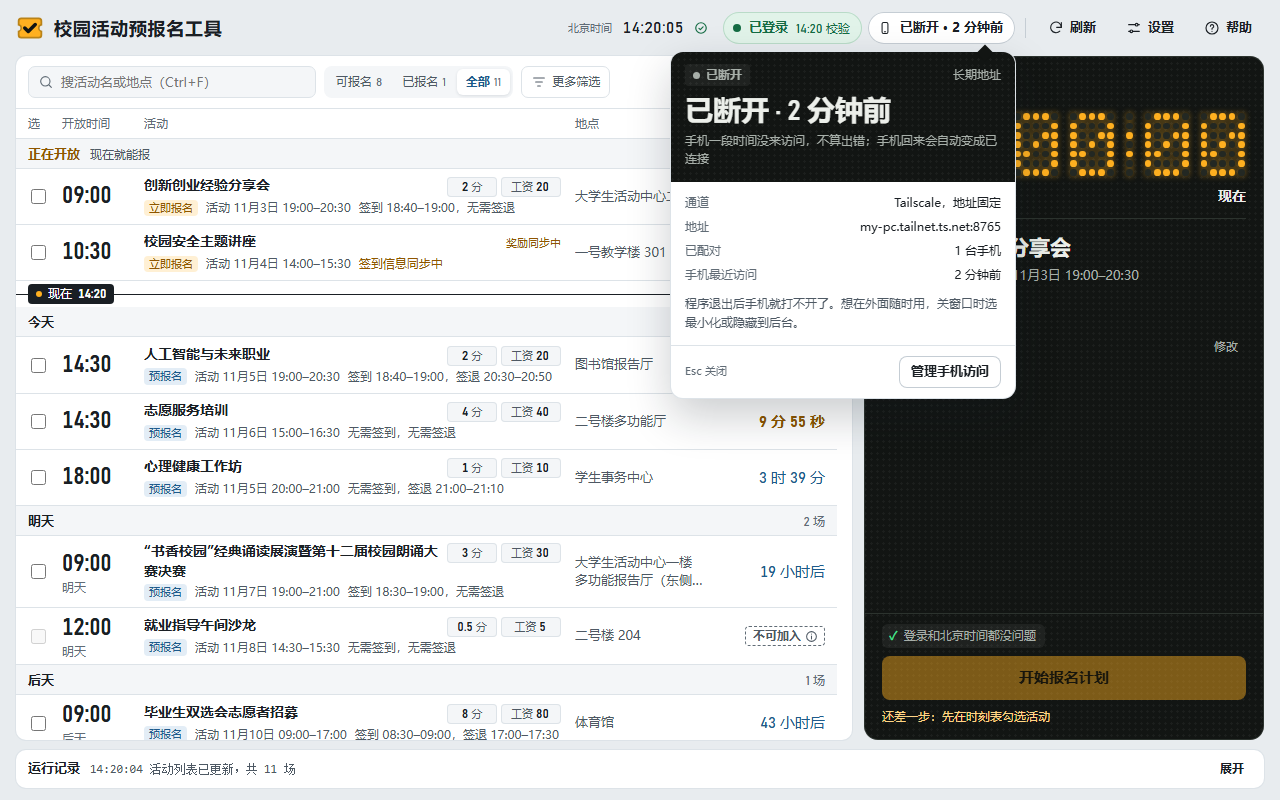 校园活动预报名工具
北京时间 14:20:05
已登录 14:20 校验
已断开 • 2 分钟前
刷新
设置
帮助
搜活动名或地点（Ctrl+F）
可报名 8
已报名 1
全部 11
更多筛选
选 开放时间 活动 地点
正在开放 现在就能报
09:00
创新创业经验分享会
2 分 工资 20
立即报名 活动 11月3日 19:00–20:30 签到 18:40–19:00，无需签退
大学生活动中心
10:30
校园安全主题讲座
奖励同步中
立即报名 活动 11月4日 14:00–15:30 签到信息同步中
一号教学楼 301
现在 14:20
今天
14:30
人工智能与未来职业
2 分 工资 20
预报名 活动 11月5日 19:00–20:30 签到 18:40–19:00，签退 20:30–20:50
图书馆报告厅
14:30
志愿服务培训
4 分 工资 40
预报名 活动 11月6日 15:00–16:30 无需签到，无需签退
二号楼多功能厅
9 分 55 秒
18:00
心理健康工作坊
1 分 工资 10
预报名 活动 11月5日 20:00–21:00 无需签到，签退 21:00–21:10
学生事务中心
3 时 39 分
明天 2 场
09:00
明天
“书香校园”经典诵读展演暨第十二届校园朗诵大
赛决赛
3 分 工资 30
预报名 活动 11月7日 19:00–21:00 签到 18:30–19:00，无需签退
大学生活动中心一楼
多功能报告厅（东侧...
19 小时后
12:00
明天
就业指导午间沙龙
0.5 分 工资 5
预报名 活动 11月8日 14:30–15:30 无需签到，无需签退
二号楼 204
不可加入
后天 1 场
09:00
后天
毕业生双选会志愿者招募
8 分 工资 80
预报名 活动 11月10日 09:00–17:00 签到 08:30–09:00，签退 17:00–17:30
体育馆
43 小时后
已断开 长期地址
已断开 · 2 分钟前
手机一段时间没来访问，不算出错；手机回来会自动变成已
连接
通道 Tailscale，地址固定
地址 my-pc.tailnet.ts.net:8765
已配对 1 台手机
手机最近访问 2 分钟前
程序退出后手机就打不开了。想在外面随时用，关窗口时选
最小化或隐藏到后台。
Esc 关闭
管理手机访问
00:00
现在
分享会
11月3日 19:00–20:30
修改
✓ 登录和北京时间都没问题
开始报名计划
还差一步：先在时刻表勾选活动
运行记录 14:20:04 活动列表已更新，共 11 场
展开